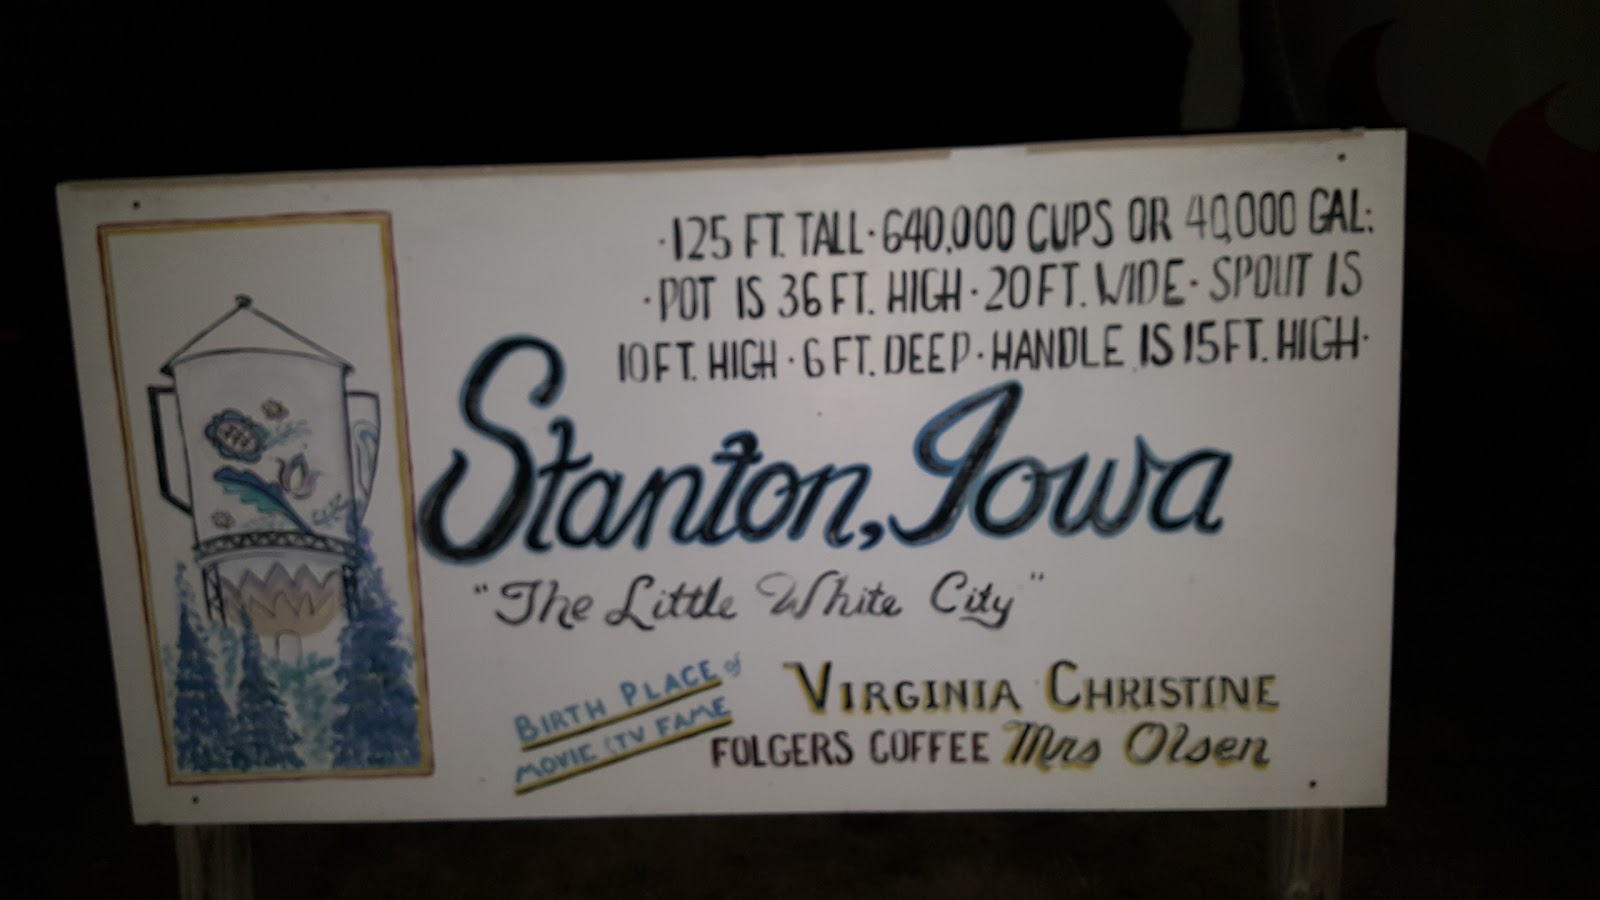 ·125 FT. TALL · 640,000 CUPS OR 40,000 GAL:
·POT IS 36 FT. HIGH · 20 FT. WIDE · SPOUT IS
10 FT. HIGH · 6 FT. DEEP · HANDLE IS 15 FT. HIGH·
Stanton, Iowa
"The Little White City"
BIRTH PLACE of
MOVIE (TV FAME
VIRGINIA CHRISTINE
FOLGERS COFFEE Mrs Olsen